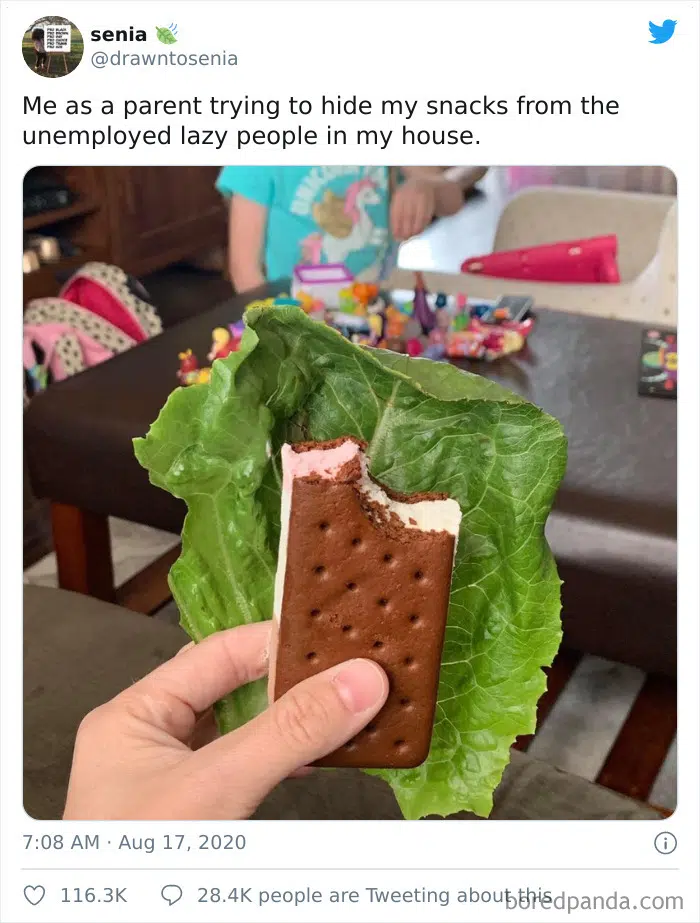 senia
@drawntosenia
Me as a parent trying to hide my snacks from the
unemployed lazy people in my house.
UNICORN
7:08 AM · Aug 17, 2020
116.3K 28.4K people are Tweeting about this
boredpanda.com